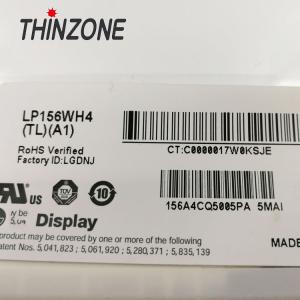 THINZONE
LP156WH4
(TL)(A1)
RoHS Verified
Factory ID:LGDNJ
CT:C0000017W0KSJE
US
10
Display
156A4CQ5005PA 5MAI
product may be covered by one or more of the following
Patent Nos. 5,041,823 ; 5,061,920 ; 5,280,371 ; 5,835,139
MADE